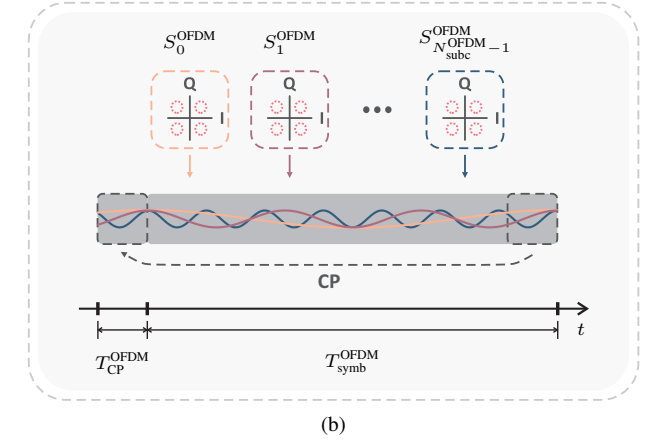 S_0^OFDM S_1^OFDM S_{N_subc^OFDM −1}^OFDM
Q Q Q
I I ••• I
CP
t
T_CP^OFDM T_symb^OFDM
(b)